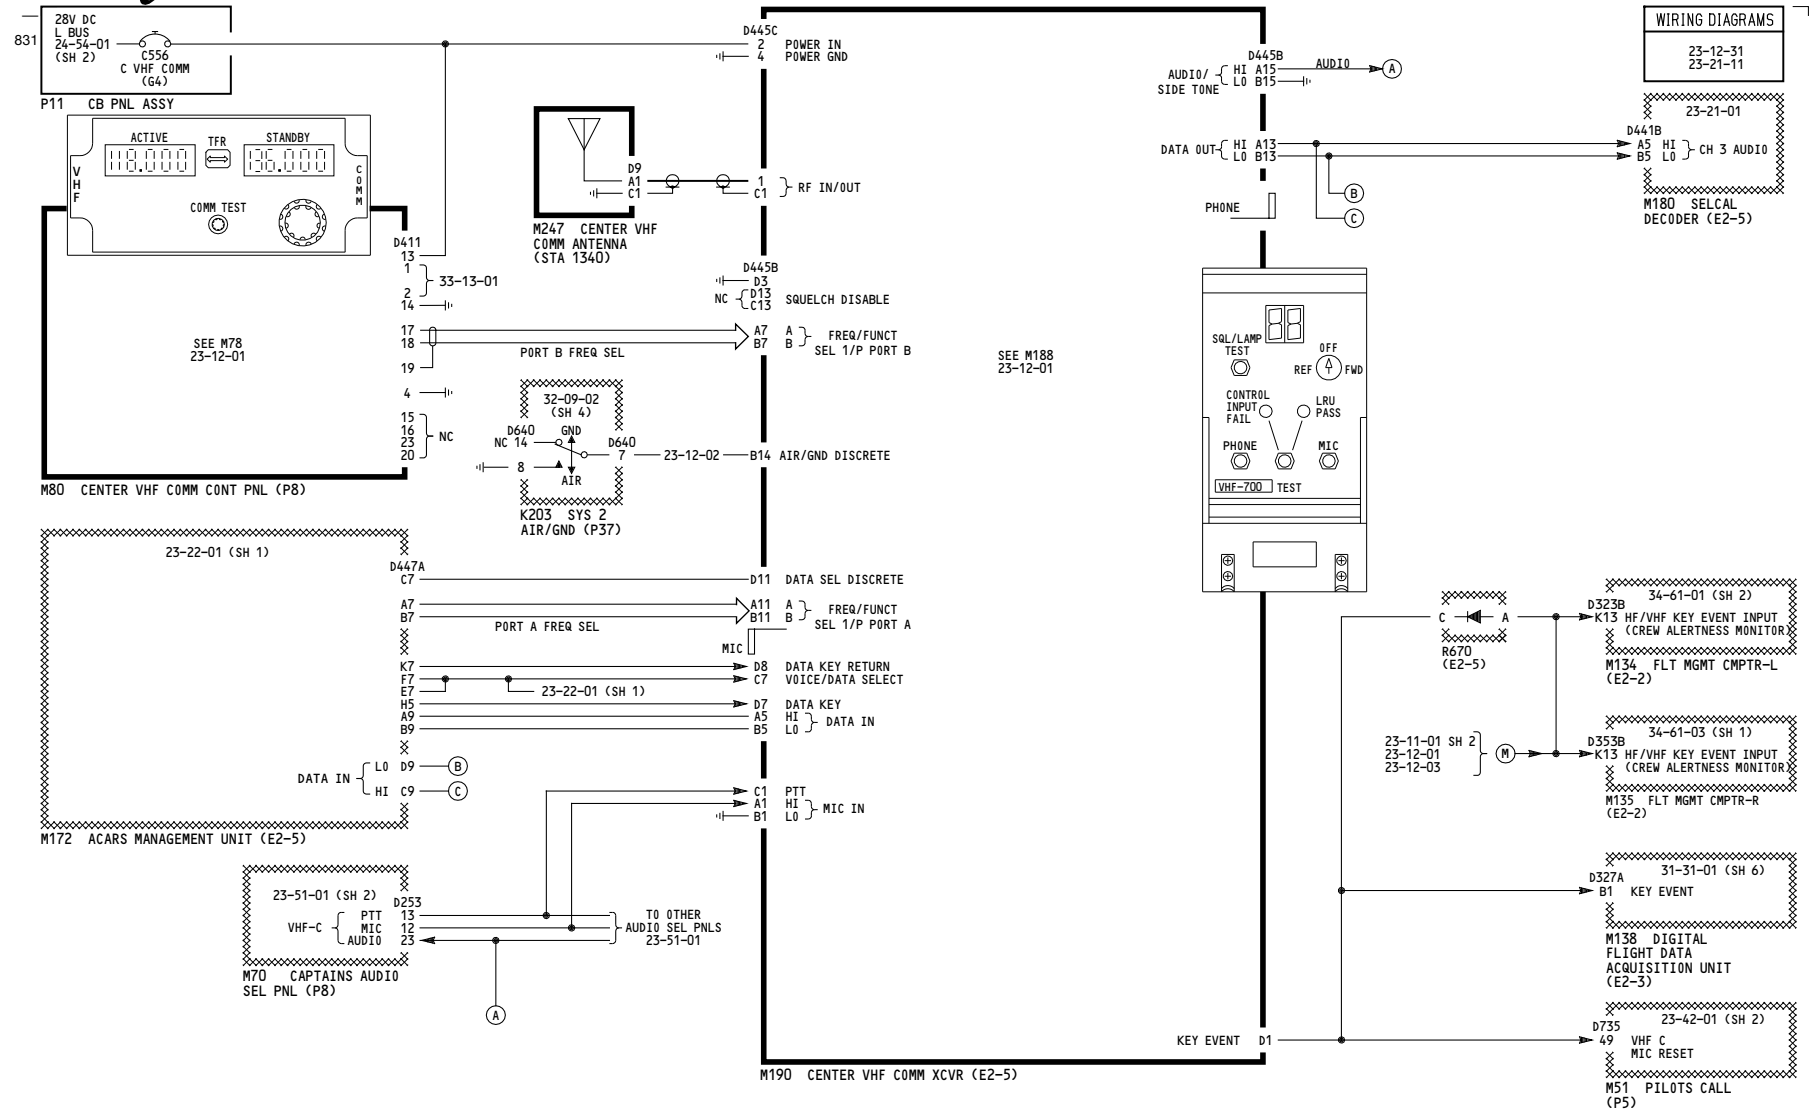 831
28V DC
L BUS
24-54-01
(SH 2)
C556
C VHF COMM
(G4)
P11 CB PNL ASSY
VHF
ACTIVE
118.000
TFR
STANDBY
136.000
COMM
COMM TEST
D411
13
1
2
33-13-01
14
17
18
19
4
15
16
23
20
NC
SEE M78
23-12-01
M80 CENTER VHF COMM CONT PNL (P8)
PORT B FREQ SEL
D9
A1
C1
M247 CENTER VHF
COMM ANTENNA
(STA 1340)
32-09-02
(SH 4)
D640
GND
NC 14
D640
7
8
AIR
23-12-02
K203 SYS 2
AIR/GND (P37)
D445C
2 POWER IN
4 POWER GND
1
C1
RF IN/OUT
D445B
D3
NC
D13
C13
SQUELCH DISABLE
A7 A
B7 B
FREQ/FUNCT
SEL 1/P PORT B
B14 AIR/GND DISCRETE
D11 DATA SEL DISCRETE
A11 A
B11 B
FREQ/FUNCT
SEL 1/P PORT A
MIC
D8 DATA KEY RETURN
C7 VOICE/DATA SELECT
D7 DATA KEY
A5 HI
B5 LO
DATA IN
C1 PTT
A1 HI
B1 LO
MIC IN
SEE M188
23-12-01
M190 CENTER VHF COMM XCVR (E2-5)
23-22-01 (SH 1)
D447A
C7
A7
B7
PORT A FREQ SEL
K7
F7
E7
23-22-01 (SH 1)
H5
A9
B9
DATA IN
LO D9
B
HI C9
C
M172 ACARS MANAGEMENT UNIT (E2-5)
23-51-01 (SH 2)
D253
VHF-C
PTT 13
MIC 12
AUDIO 23
TO OTHER
AUDIO SEL PNLS
23-51-01
M70 CAPTAINS AUDIO
SEL PNL (P8)
A
D445B
AUDIO/
SIDE TONE
HI A15
LO B15
AUDIO
A
DATA OUT
HI A13
LO B13
B
C
PHONE
SQL/LAMP
TEST
OFF
REF
FWD
CONTROL
INPUT
FAIL
LRU
PASS
PHONE
MIC
VHF-700 TEST
KEY EVENT D1
WIRING DIAGRAMS
23-12-31
23-21-11
23-21-01
D441B
A5 HI
B5 LO
CH 3 AUDIO
M180 SELCAL
DECODER (E2-5)
C
A
R670
(E2-5)
34-61-01 (SH 2)
D323B
K13 HF/VHF KEY EVENT INPUT
(CREW ALERTNESS MONITOR)
M134 FLT MGMT CMPTR-L
(E2-2)
23-11-01 SH 2
23-12-01
23-12-03
M
34-61-03 (SH 1)
D353B
K13 HF/VHF KEY EVENT INPUT
(CREW ALERTNESS MONITOR)
M135 FLT MGMT CMPTR-R
(E2-2)
31-31-01 (SH 6)
D327A
B1 KEY EVENT
M138 DIGITAL
FLIGHT DATA
ACQUISITION UNIT
(E2-3)
23-42-01 (SH 2)
D735
49 VHF C
MIC RESET
M51 PILOTS CALL
(P5)